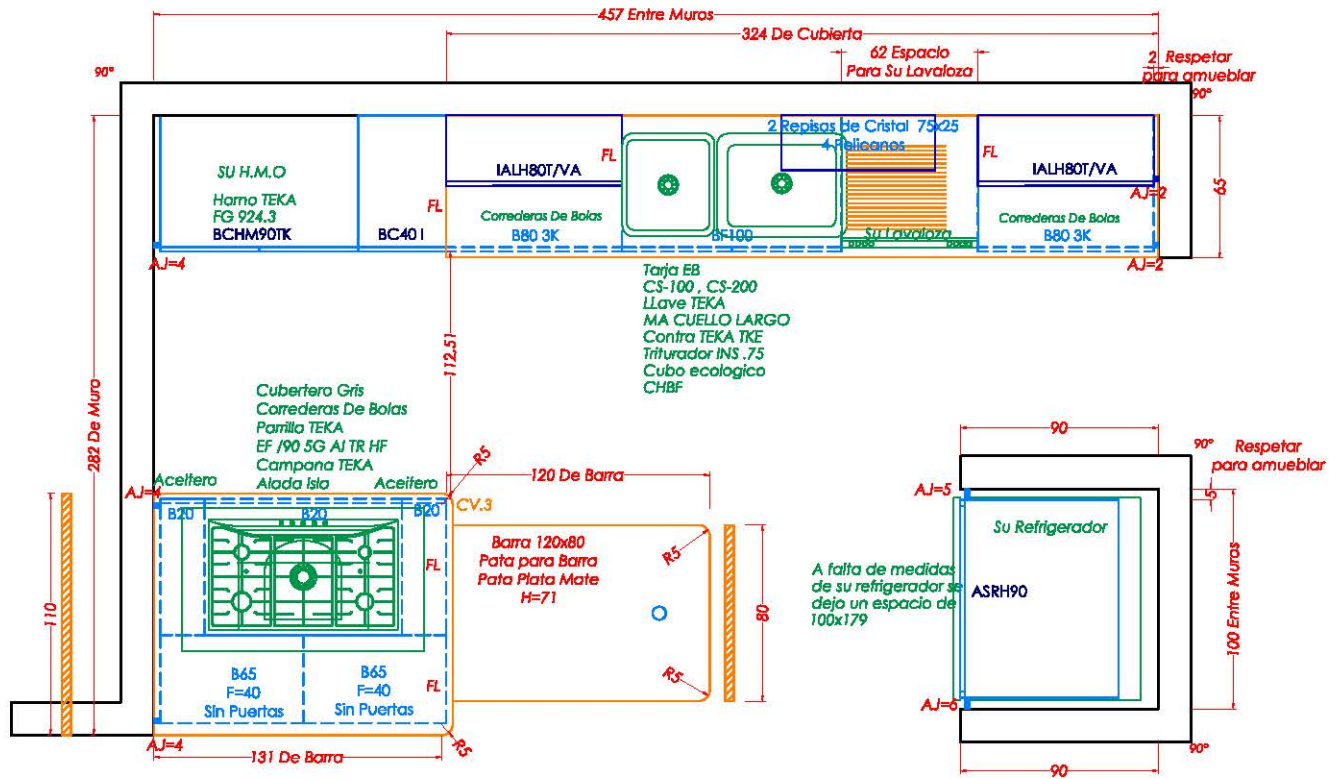 457 Entre Muros
324 De Cubierta
62 Espacio
Para Su Lavaloza
2 Respetar
para amueblar
90°
90°
2 Repisas de Cristal 75x25
4 Pelicanos
SU H.M.O
Horno TEKA
FG 924.3
BCHM90TK
BC40 I
FL
IALH80T/VA
FL
FL
IALH80T/VA
AJ=2
65
Correderas De Bolas
B80 3K
BF100
Su Lavaloza
Correderas De Bolas
B80 3K
AJ=4
AJ=2
Tarja EB
CS-100 , CS-200
LLave TEKA
MA CUELLO LARGO
Contra TEKA TKE
Triturador INS .75
Cubo ecologico
CHBF
112.51
282 De Muro
Cubertero Gris
Correderas De Bolas
Parrilla TEKA
EF /90 5G AI TR HF
Campana TEKA
Alada Isla
Aceitero
Aceitero
R5
120 De Barra
AJ=4
B20
B20
B20
CV.3
FL
Barra 120x80
Pata para Barra
Pata Plata Mate
H=71
R5
R5
80
110
B65
F=40
Sin Puertas
B65
F=40
Sin Puertas
FL
AJ=4
131 De Barra
R5
90
90°
Respetar
para amueblar
AJ=5
5
Su Refrigerador
A falta de medidas
de su refrigerador se
dejo un espacio de
100x179
ASRH90
100 Entre Muros
AJ=6
90°
90